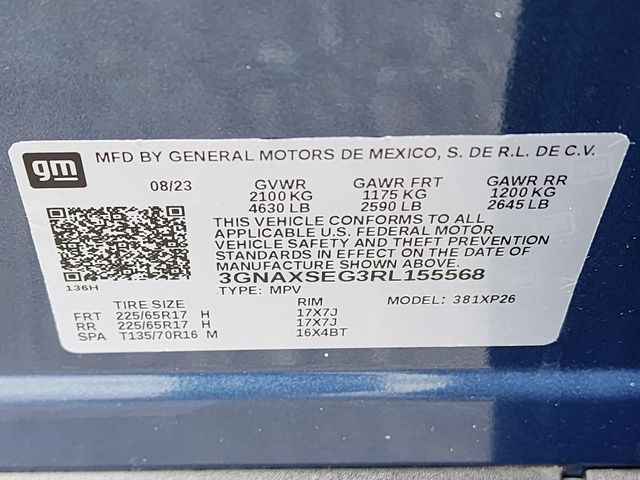 gm MFD BY GENERAL MOTORS DE MEXICO, S. DE R.L. DE C.V.
08/23 GVWR GAWR FRT GAWR RR
2100 KG 1175 KG 1200 KG
4630 LB 2590 LB 2645 LB
THIS VEHICLE CONFORMS TO ALL
APPLICABLE U.S. FEDERAL MOTOR
VEHICLE SAFETY AND THEFT PREVENTION
STANDARDS IN EFFECT ON THE DATE OF
MANUFACTURE SHOWN ABOVE.
3GNAXSEG3RL155568
136H
TYPE: MPV MODEL: 381XP26
TIRE SIZE RIM
FRT 225/65R17 H 17X7J
RR 225/65R17 H 17X7J
SPA T135/70R16 M 16X4BT